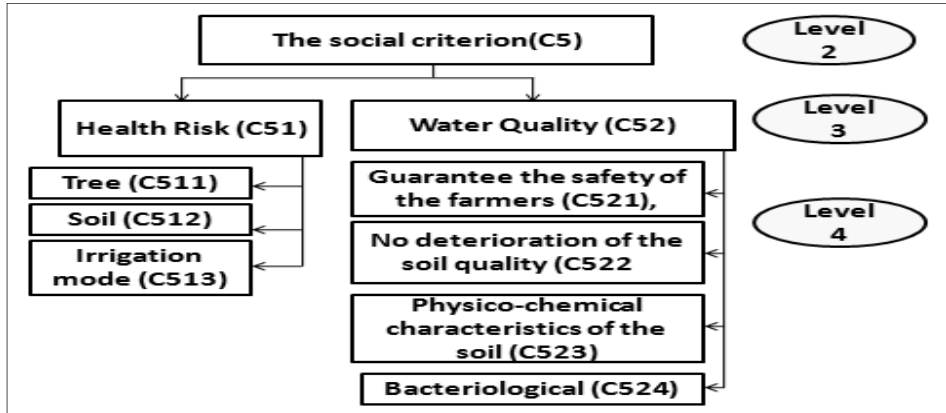 The social criterion(C5)
Level
2
Health Risk (C51)
Water Quality (C52)
Level
3
Tree (C511)
Soil (C512)
Irrigation
mode (C513)
Guarantee the safety of
the farmers (C521),
No deterioration of the
soil quality (C522
Physico-chemical
characteristics of the
soil (C523)
Bacteriological (C524)
Level
4